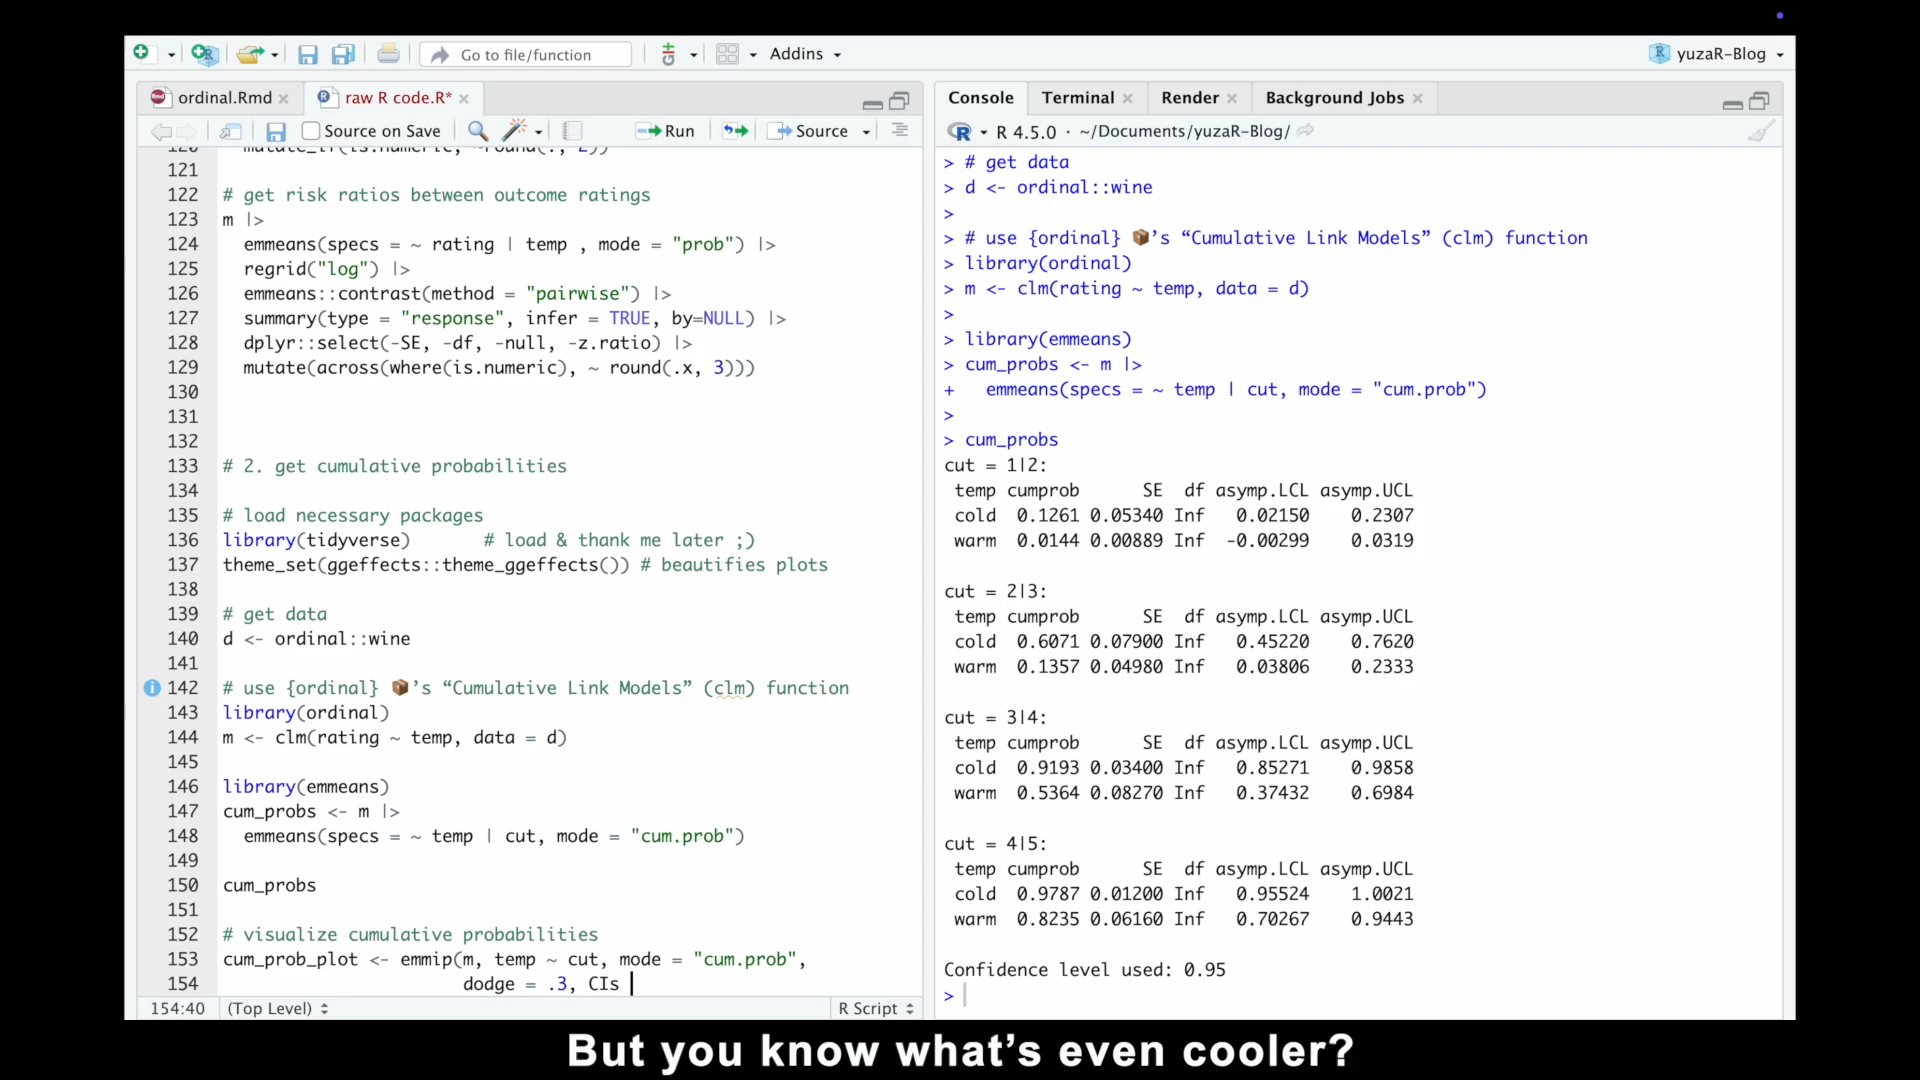 Go to file/function
Addins
yuzaR-Blog
ordinal.Rmd
raw R code.R*
Source on Save
Run
Source
121
122 # get risk ratios between outcome ratings
123 m |>
124 emmeans(specs = ~ rating | temp , mode = "prob") |>
125 regrid("log") |>
126 emmeans::contrast(method = "pairwise") |>
127 summary(type = "response", infer = TRUE, by=NULL) |>
128 dplyr::select(-SE, -df, -null, -z.ratio) |>
129 mutate(across(where(is.numeric), ~ round(.x, 3)))
130
131
132
133 # 2. get cumulative probabilities
134
135 # load necessary packages
136 library(tidyverse) # load & thank me later ;)
137 theme_set(ggeffects::theme_ggeffects()) # beautifies plots
138
139 # get data
140 d <- ordinal::wine
141
142 # use {ordinal} 📦’s “Cumulative Link Models” (clm) function
143 library(ordinal)
144 m <- clm(rating ~ temp, data = d)
145
146 library(emmeans)
147 cum_probs <- m |>
148 emmeans(specs = ~ temp | cut, mode = "cum.prob")
149
150 cum_probs
151
152 # visualize cumulative probabilities
153 cum_prob_plot <- emmip(m, temp ~ cut, mode = "cum.prob",
154 dodge = .3, CIs
154:40 (Top Level) R Script
Console Terminal Render Background Jobs
R 4.5.0 · ~/Documents/yuzaR-Blog/
> # get data
> d <- ordinal::wine
>
> # use {ordinal} 📦’s “Cumulative Link Models” (clm) function
> library(ordinal)
> m <- clm(rating ~ temp, data = d)
>
> library(emmeans)
> cum_probs <- m |>
+ emmeans(specs = ~ temp | cut, mode = "cum.prob")
>
> cum_probs
cut = 1|2:
temp cumprob SE df asymp.LCL asymp.UCL
cold 0.1261 0.05340 Inf 0.02150 0.2307
warm 0.0144 0.00889 Inf -0.00299 0.0319
cut = 2|3:
temp cumprob SE df asymp.LCL asymp.UCL
cold 0.6071 0.07900 Inf 0.45220 0.7620
warm 0.1357 0.04980 Inf 0.03806 0.2333
cut = 3|4:
temp cumprob SE df asymp.LCL asymp.UCL
cold 0.9193 0.03400 Inf 0.85271 0.9858
warm 0.5364 0.08270 Inf 0.37432 0.6984
cut = 4|5:
temp cumprob SE df asymp.LCL asymp.UCL
cold 0.9787 0.01200 Inf 0.95524 1.0021
warm 0.8235 0.06160 Inf 0.70267 0.9443
Confidence level used: 0.95
>
But you know what’s even cooler?